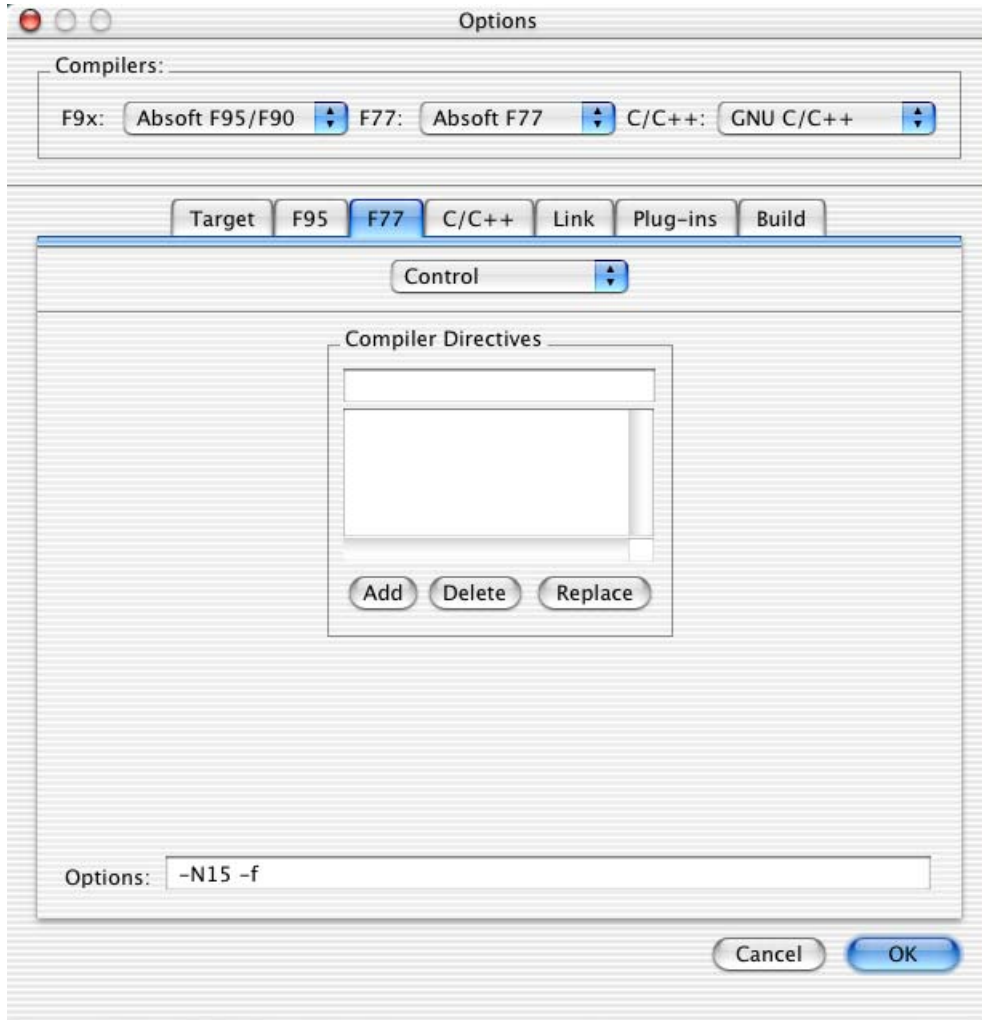 Options
Compilers:
F9x: Absoft F95/F90 F77: Absoft F77 C/C++: GNU C/C++
Target F95 F77 C/C++ Link Plug-ins Build
Control
Compiler Directives
Add Delete Replace
Options: -N15 -f
Cancel OK